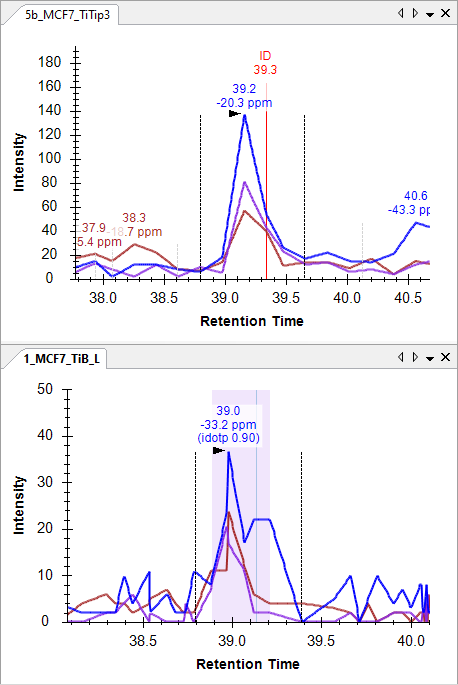 5b_MCF7_TiTip3
Intensity
180
160
140
120
100
80
60
40
20
0
ID
39.3
39.2
-20.3 ppm
37.9
5.4 ppm
38.3
-18.7 ppm
40.6
-43.3 pp
38.0
38.5
39.0
39.5
40.0
40.5
Retention Time
1_MCF7_TiB_L
Intensity
50
40
30
20
10
0
39.0
-33.2 ppm
(idotp 0.90)
38.5
39.0
39.5
40.0
Retention Time